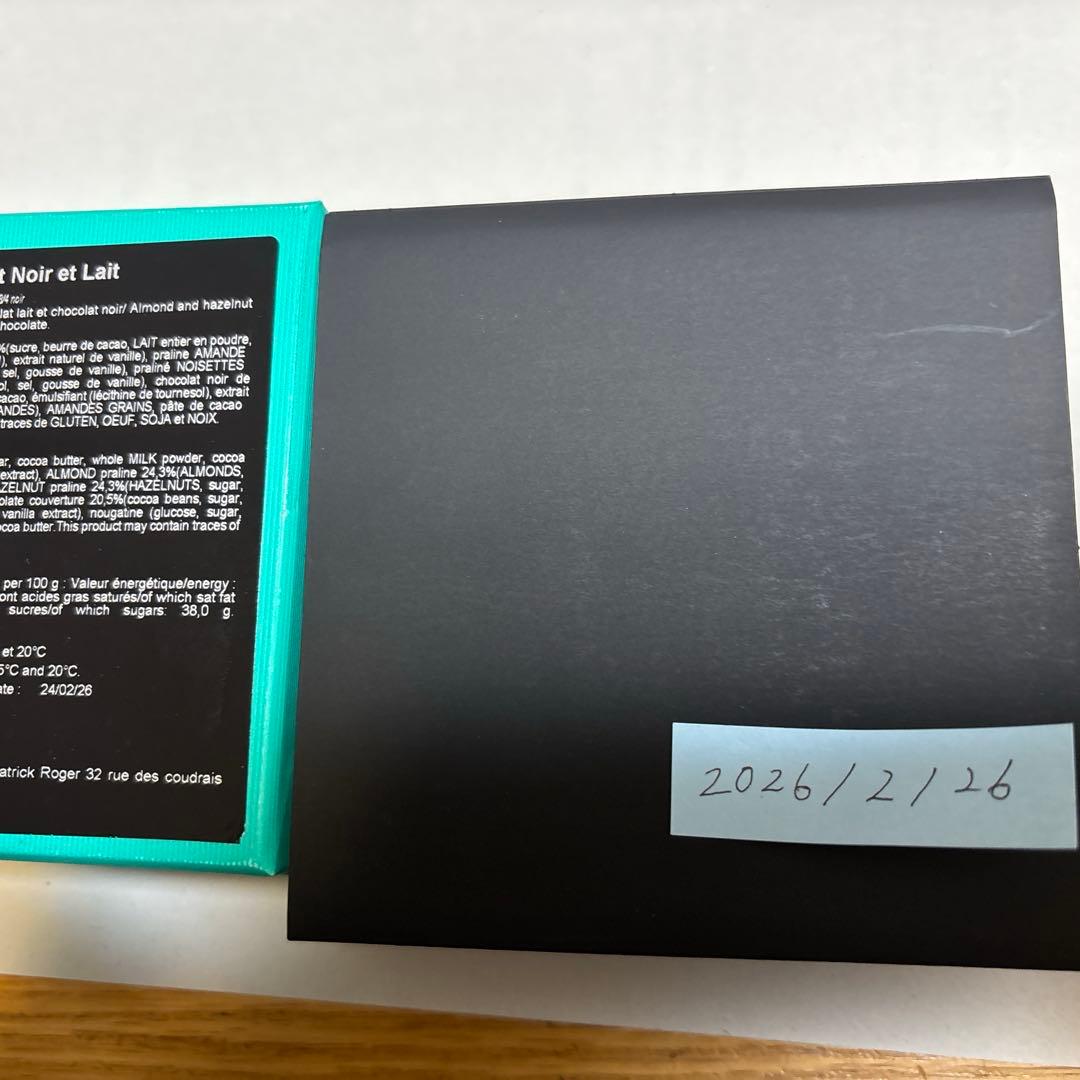 t Noir et Lait
3/4 noir
lat lait et chocolat noir/ Almond and hazelnut
hocolate.
%(sucre, beurre de cacao, LAIT entier en poudre,
), extrait naturel de vanille), praline AMANDE
sel, gousse de vanille), praliné NOISETTES
ol, sel, gousse de vanille), chocolat noir de
cacao, émulsifiant (lécithine de tournesol), extrait
ANDES), AMANDES GRAINS, pâte de cacao
traces de GLUTEN, OEUF, SOJA et NOIX.
ar, cocoa butter, whole MILK powder, cocoa
extract), ALMOND praline 24,3%(ALMONDS,
AZELNUT praline 24,3%(HAZELNUTS, sugar,
olate couverture 20,5%(cocoa beans, sugar,
vanilla extract), nougatine (glucose, sugar,
ocoa butter.This product may contain traces of
per 100 g : Valeur énergétique/energy :
ont acides gras saturés/of which sat fat
sucres/of which sugars: 38,0 g.
et 20°C
5°C and 20°C.
ate : 24/02/26
atrick Roger 32 rue des coudrais
2026/2/26